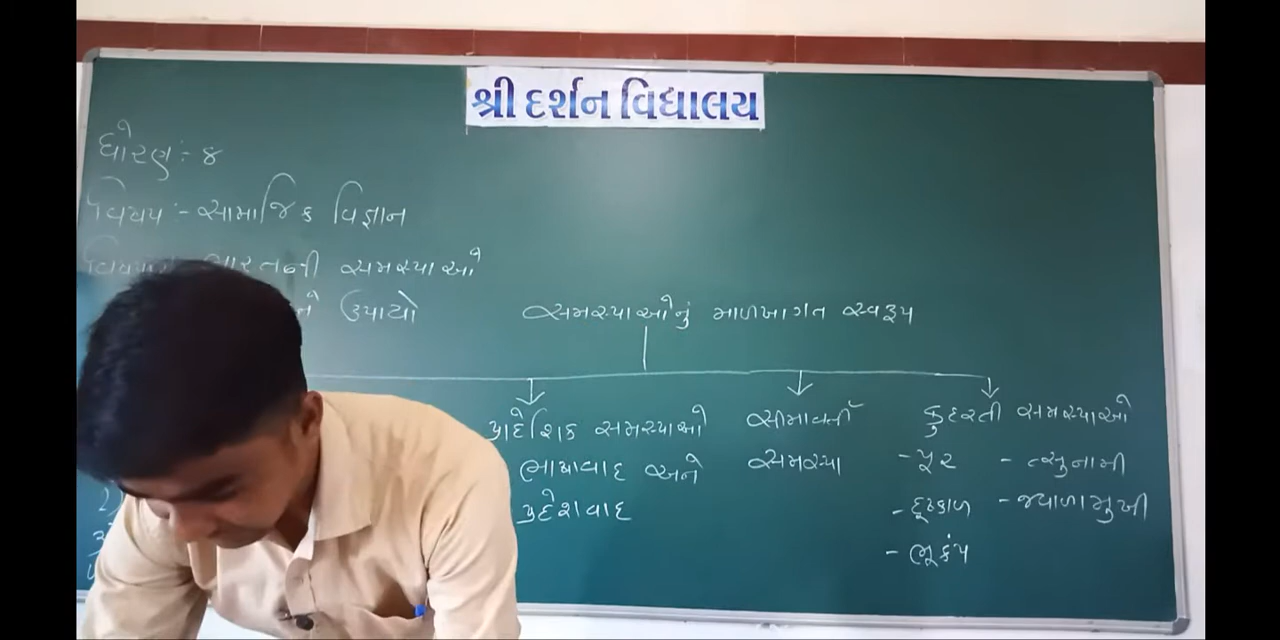 શ્રી દર્શન વિદ્યાલય
ધોરણ :- ૪
વિષય :- સામાજિક વિજ્ઞાન
ભારતની સમસ્યાઓ
ઉપાયો
સમસ્યાઓનું માળખાગત સ્વરૂપ
પ્રાદેશિક સમસ્યાઓ
ભાષાવાદ અને
પ્રદેશવાદ
સીમાવર્તી
સમસ્યા
કુદરતી સમસ્યાઓ
- પૂર - ત્સુનામી
- દૂષ્કાળ - જ્વાળામુખી
- ભૂકંપ